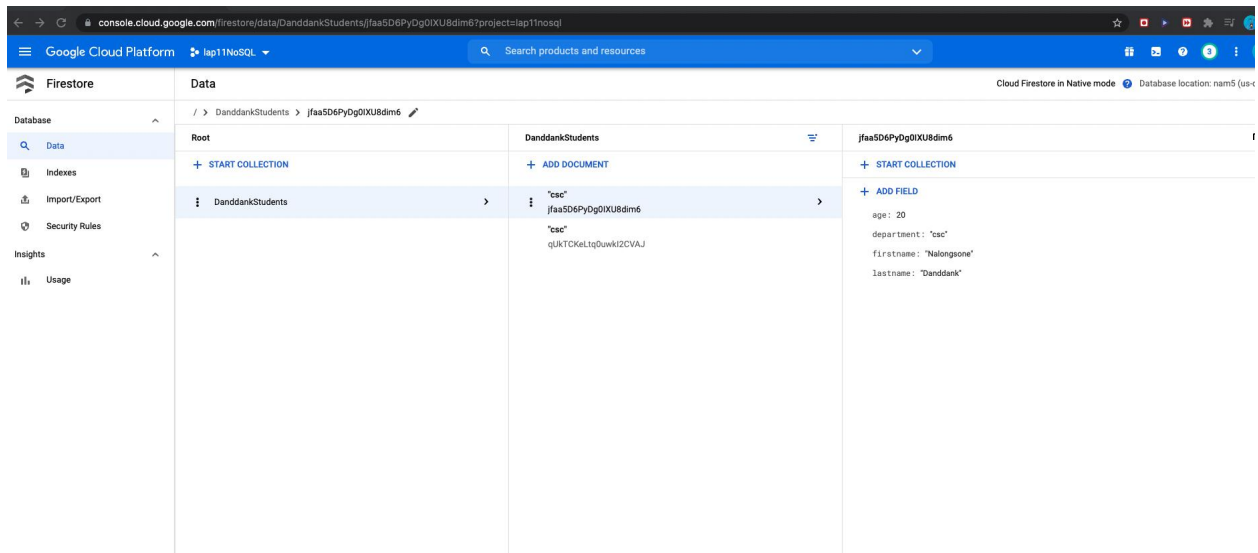 console.cloud.google.com/firestore/data/DanddankStudents/jfaa5D6PyDg0IXU8dim6?project=lap11nosql
Google Cloud Platform lap11NoSQL Search products and resources 3
Firestore Data Cloud Firestore in Native mode Database location: nam5 (us-c
/ > DanddankStudents > jfaa5D6PyDg0IXU8dim6
Database
Data
Indexes
Import/Export
Security Rules
Insights
Usage
Root
+ START COLLECTION
DanddankStudents
DanddankStudents
+ ADD DOCUMENT
"csc"
jfaa5D6PyDg0IXU8dim6
"csc"
qUkTCKeLtq0uwkI2CVAJ
jfaa5D6PyDg0IXU8dim6
+ START COLLECTION
+ ADD FIELD
age: 20
department: "csc"
firstname: "Nalongsone"
lastname: "Danddank"